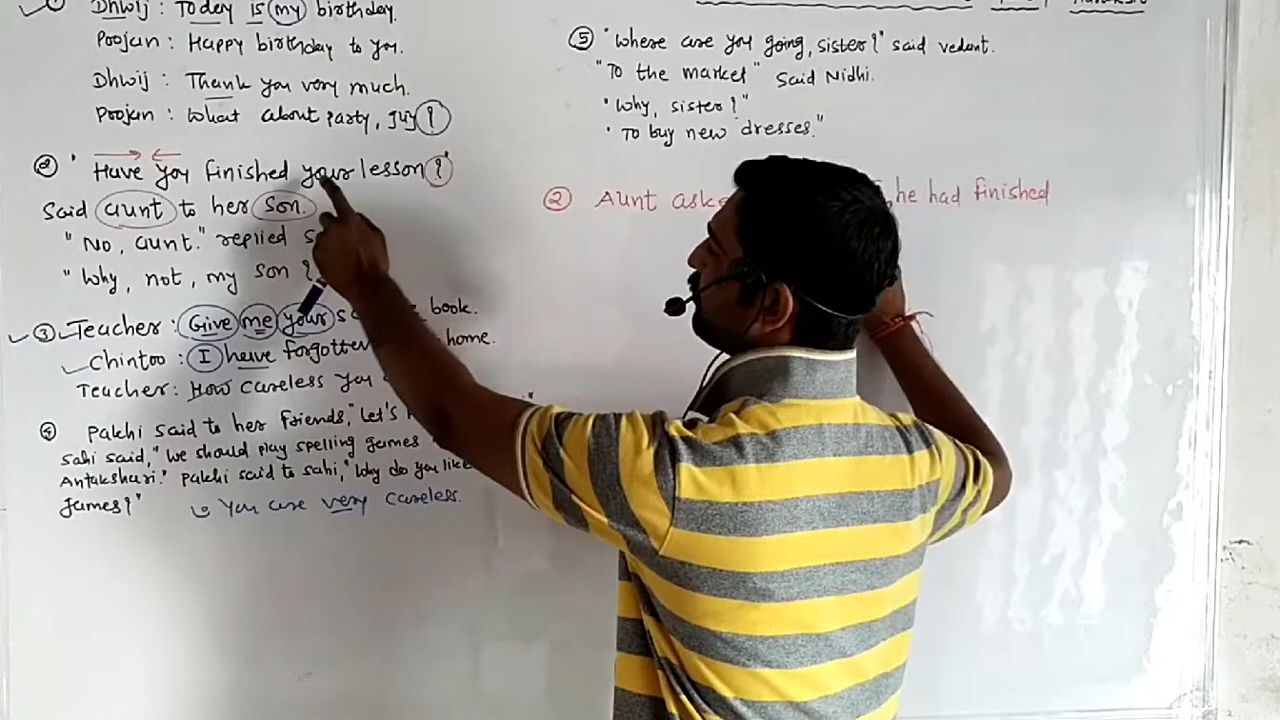 Dhwij : Today is my birthday.
Poojan : Happy birthday to you.
Dhwij : Thank you very much.
Poojan : What about party, guy?
② "Have you finished your lesson?"
Said aunt to her son.
"No, aunt." replied
"Why, not, my son?
③ Teacher : Give me your book.
Chintoo : I have forgotten home.
Teacher : How careless you
④ Pakhi said to her friends, "Let's
Sahi said, "We should play spelling games
Antakshari." Pakhi said to sahi, "Why do you like
games?"
↳ You are very careless.
⑤ "Where are you going, sister?" said vedant.
"To the market" said Nidhi.
"Why, sister?"
"To buy new dresses."
② Aunt aske he had finished